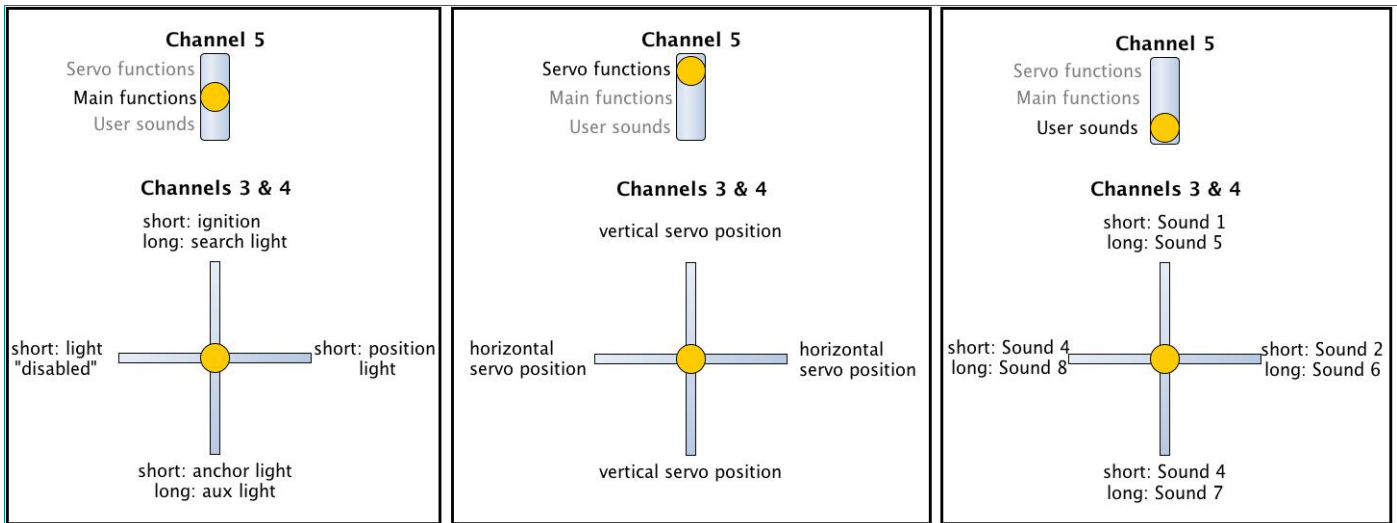 Channel 5
Servo functions
Main functions
User sounds
Channels 3 & 4
short: ignition
long: search light
short: light
"disabled"
short: position
light
short: anchor light
long: aux light
Channel 5
Servo functions
Main functions
User sounds
Channels 3 & 4
vertical servo position
horizontal
servo position
horizontal
servo position
vertical servo position
Channel 5
Servo functions
Main functions
User sounds
Channels 3 & 4
short: Sound 1
long: Sound 5
short: Sound 4
long: Sound 8
short: Sound 2
long: Sound 6
short: Sound 4
long: Sound 7